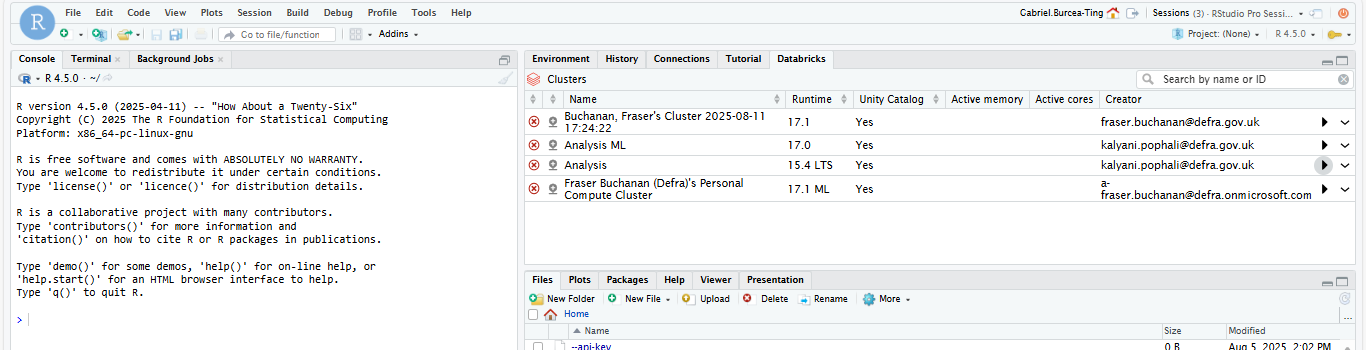 File Edit Code View Plots Session Build Debug Profile Tools Help
Gabriel.Burcea-Ting Sessions (3) - RStudio Pro Sessi...
Go to file/function Addins
Project: (None) R 4.5.0
Console Terminal Background Jobs
R 4.5.0 · ~/
R version 4.5.0 (2025-04-11) -- "How About a Twenty-Six"
Copyright (C) 2025 The R Foundation for Statistical Computing
Platform: x86_64-pc-linux-gnu
R is free software and comes with ABSOLUTELY NO WARRANTY.
You are welcome to redistribute it under certain conditions.
Type 'license()' or 'licence()' for distribution details.
R is a collaborative project with many contributors.
Type 'contributors()' for more information and
'citation()' on how to cite R or R packages in publications.
Type 'demo()' for some demos, 'help()' for on-line help, or
'help.start()' for an HTML browser interface to help.
Type 'q()' to quit R.
>
Environment History Connections Tutorial Databricks
Clusters Search by name or ID
Name Runtime Unity Catalog Active memory Active cores Creator
Buchanan, Fraser's Cluster 2025-08-11
17:24:22 17.1 Yes fraser.buchanan@defra.gov.uk
Analysis ML 17.0 Yes kalyani.pophali@defra.gov.uk
Analysis 15.4 LTS Yes kalyani.pophali@defra.gov.uk
Fraser Buchanan (Defra)'s Personal
Compute Cluster 17.1 ML Yes a-
fraser.buchanan@defra.onmicrosoft.com
Files Plots Packages Help Viewer Presentation
New Folder New File Upload Delete Rename More
Home ...
Name Size Modified
--api-key 0 B Aug 5, 2025, 2:02 PM